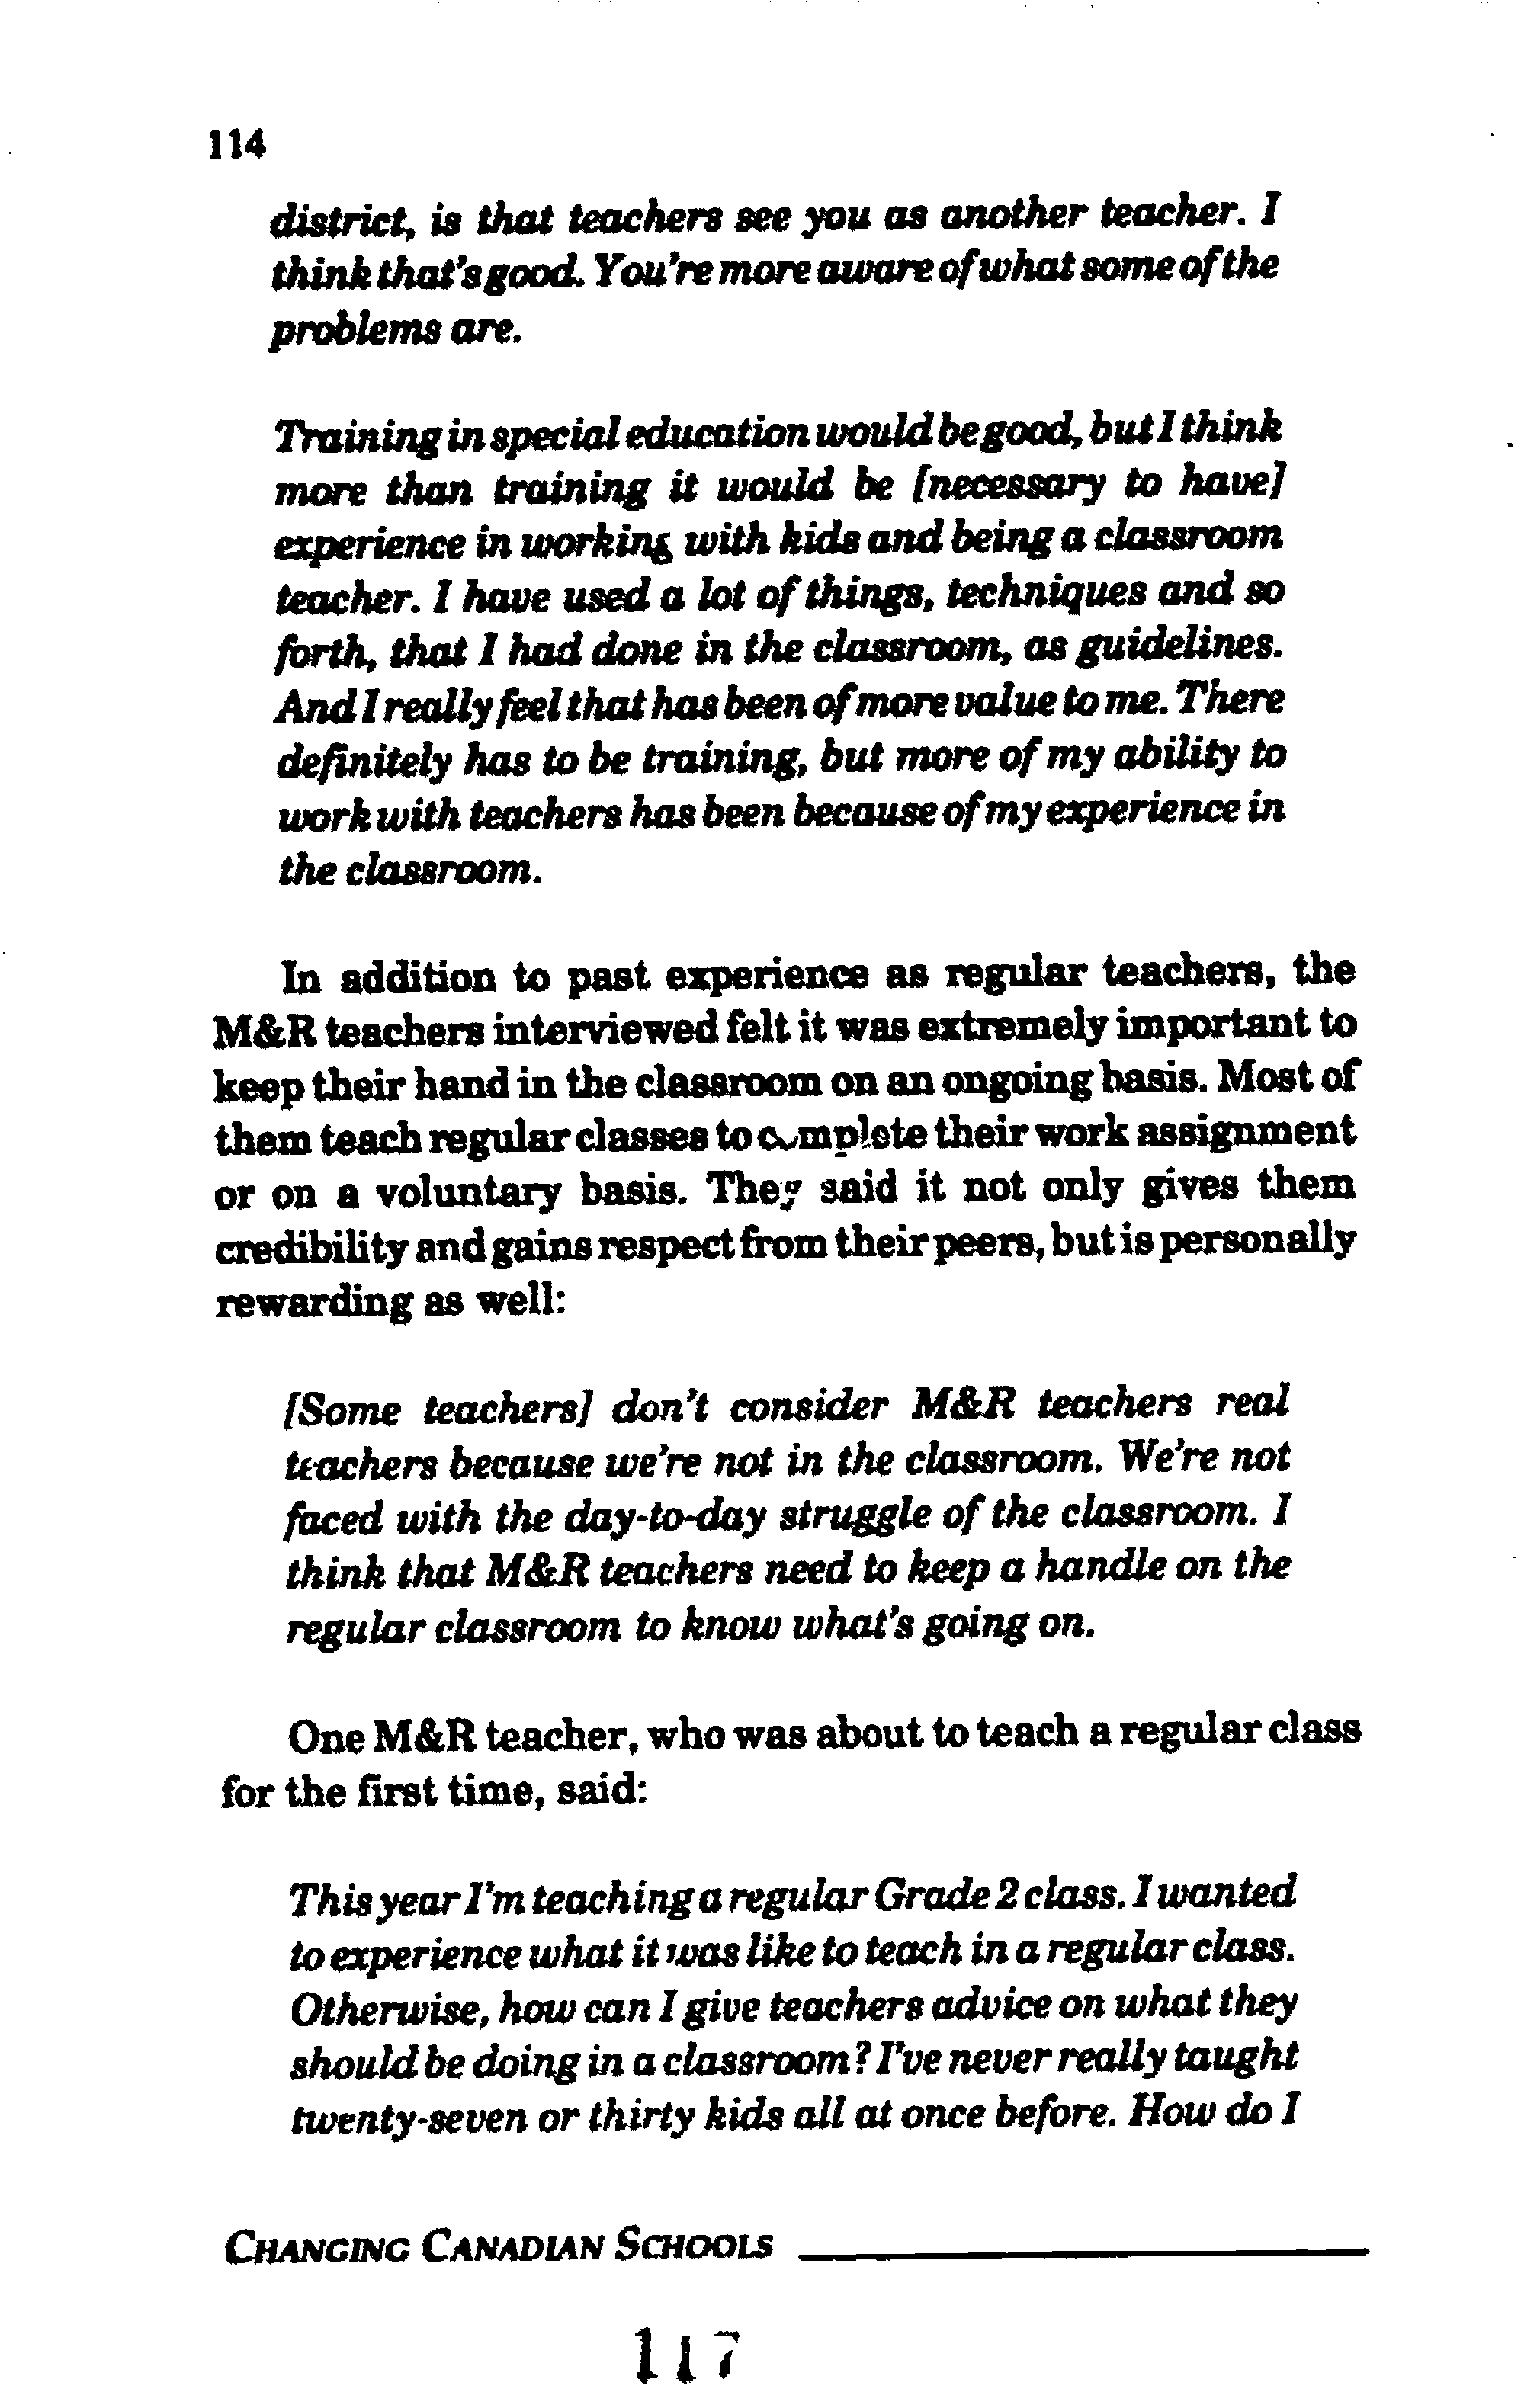 114
district, is that teachers see you as another teacher. I
think that's good. You're more aware of what some of the
problems are.
Training in special education would be good, but I think
more than training it would be [necessary to have]
experience in working with kids and being a classroom
teacher. I have used a lot of things, techniques and so
forth, that I had done in the classroom, as guidelines.
And I really feel that has been of more value to me. There
definitely has to be training, but more of my ability to
work with teachers has been because of my experience in
the classroom.
In addition to past experience as regular teachers, the
M&R teachers interviewed felt it was extremely important to
keep their hand in the classroom on an ongoing basis. Most of
them teach regular classes to complete their work assignment
or on a voluntary basis. They said it not only gives them
credibility and gains respect from their peers, but is personally
rewarding as well:
[Some teachers] don't consider M&R teachers real
teachers because we're not in the classroom. We're not
faced with the day-to-day struggle of the classroom. I
think that M&R teachers need to keep a handle on the
regular classroom to know what's going on.
One M&R teacher, who was about to teach a regular class
for the first time, said:
This year I'm teaching a regular Grade 2 class. I wanted
to experience what it was like to teach in a regular class.
Otherwise, how can I give teachers advice on what they
should be doing in a classroom? I've never really taught
twenty-seven or thirty kids all at once before. How do I
CHANGING CANADIAN SCHOOLS
117